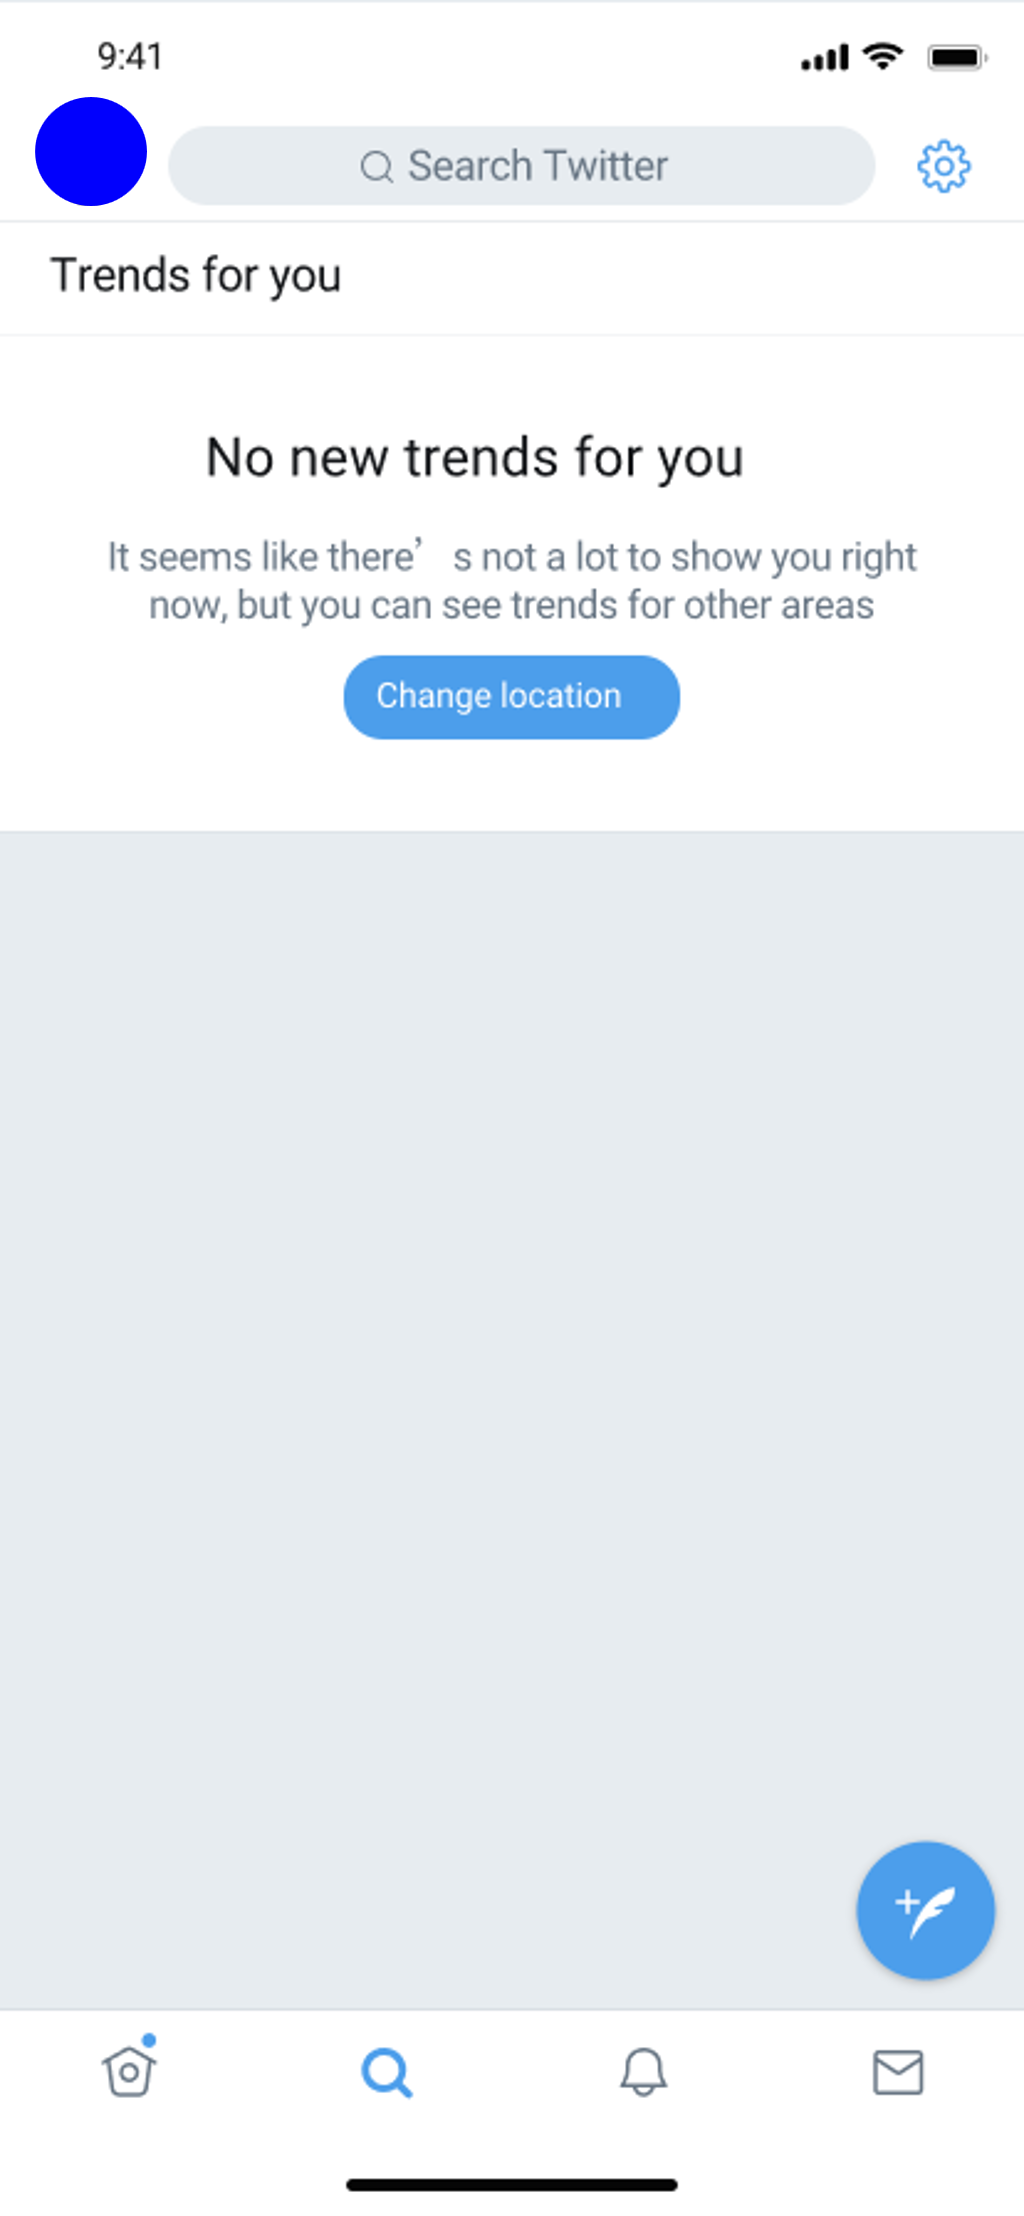 9:41
Search Twitter
Trends for you
No new trends for you
It seems like there’ s not a lot to show you right
now, but you can see trends for other areas
Change location